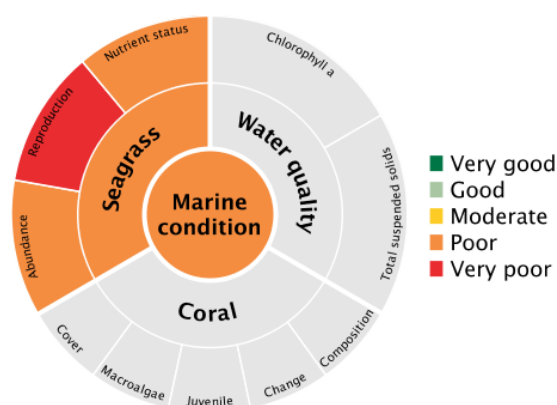 Nutrient status
Chlorophyll a
Reproduction
Seagrass
Water quality
Abundance
Total suspended solids
Marine
condition
Coral
Cover
Macroalgae
Juvenile
Change
Composition
Very good
Good
Moderate
Poor
Very poor